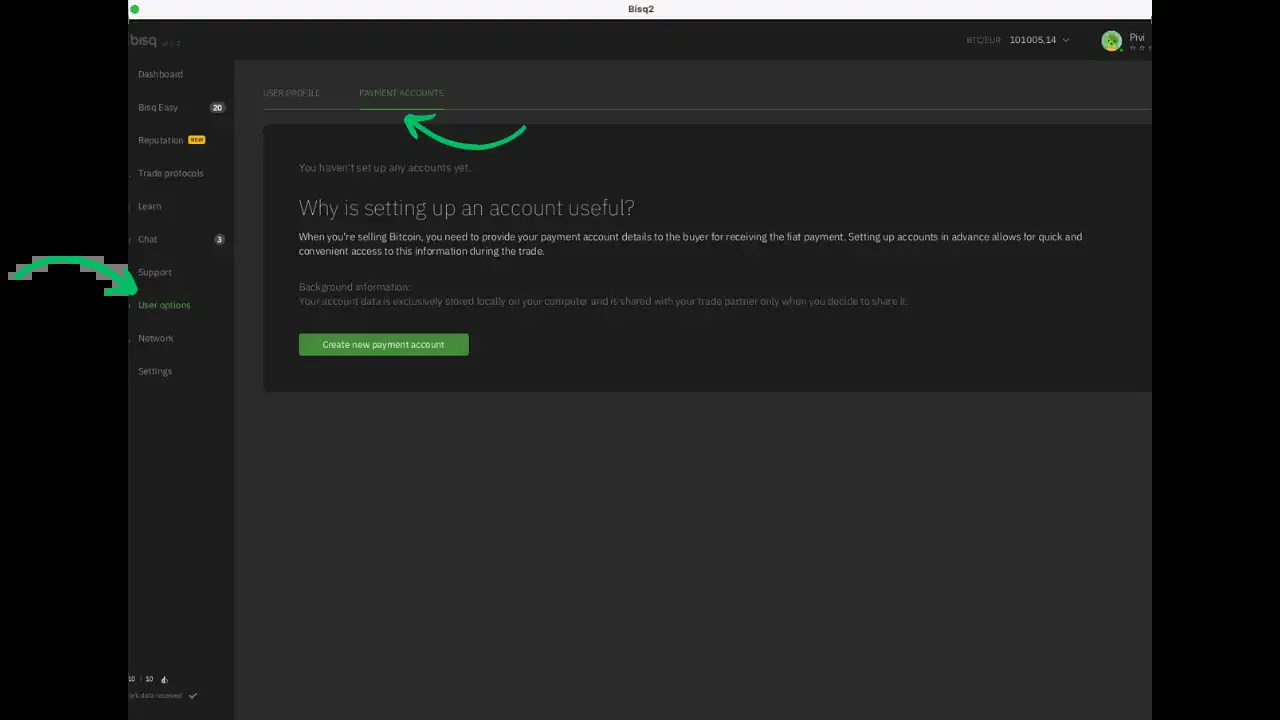 Bisq2
bisq v2.1.2
BTC/EUR 101005,14
Pivi
Dashboard
Bisq Easy 20
Reputation NEW
Trade protocols
Learn
Chat 3
Support
User options
Network
Settings
USER PROFILE PAYMENT ACCOUNTS
You haven't set up any accounts yet.
Why is setting up an account useful?
When you're selling Bitcoin, you need to provide your payment account details to the buyer for receiving the fiat payment. Setting up accounts in advance allows for quick and
convenient access to this information during the trade.
Background information:
Your account data is exclusively stored locally on your computer and is shared with your trade partner only when you decide to share it.
Create new payment account
10 | 10
data received